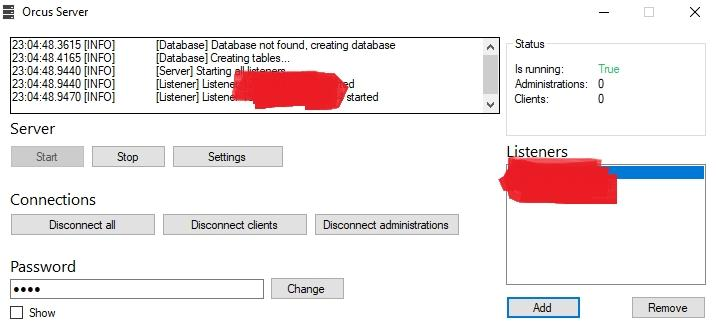 Orcus Server
23:04:48.3615 [INFO] [Database] Database not found, creating database
23:04:48.4165 [INFO] [Database] Creating tables...
23:04:48.9440 [INFO] [Server] Starting all listeners
23:04:48.9440 [INFO] [Listener] Listener
23:04:48.9470 [INFO] [Listener] Listener started
Status
Is running: True
Administrations: 0
Clients: 0
Server
Start Stop Settings
Listeners
Connections
Disconnect all Disconnect clients Disconnect administrations
Password
●●●● Change
Show
Add Remove